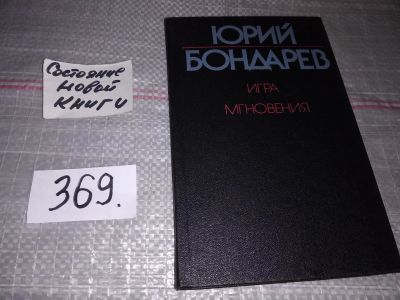 Состояние
новой
книги
369.
ЮРИЙ
БОНДАРЕВ
ИГРА
МГНОВЕНИЯ